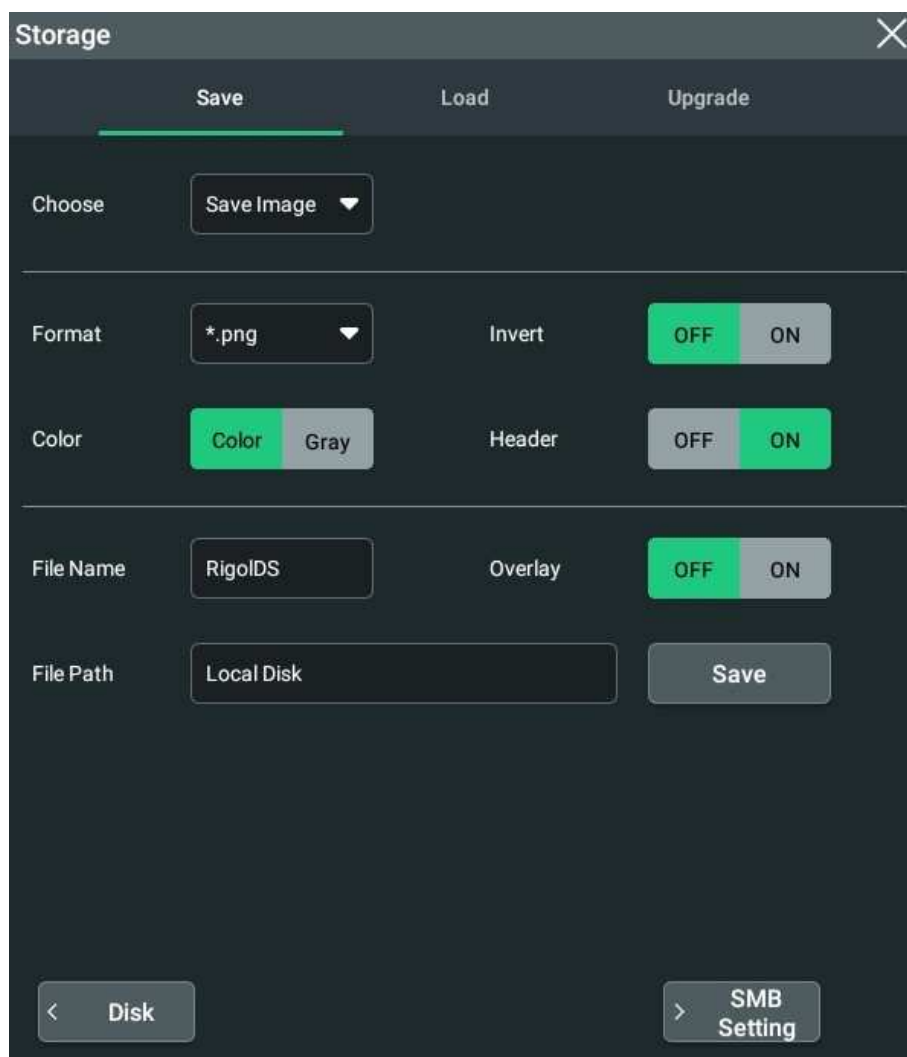 Storage
Save Load Upgrade
Choose Save Image
Format *.png Invert OFF ON
Color Color Gray Header OFF ON
File Name RigolDS Overlay OFF ON
File Path Local Disk Save
Disk
SMB
Setting